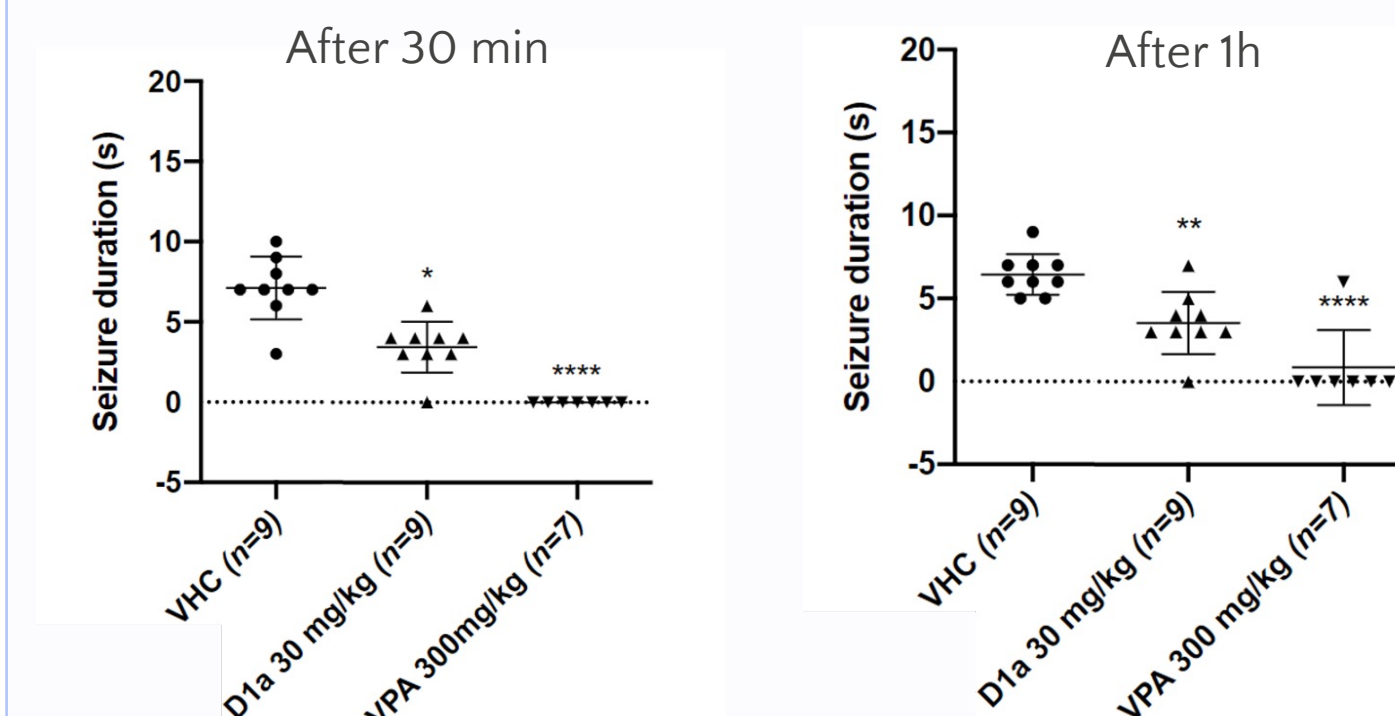 After 30 min
Seizure duration (s)
20
15
10
5
0
-5
*
****
VHC (n=9)
D1a 30 mg/kg (n=9)
VPA 300mg/kg (n=7)
After 1h
Seizure duration (s)
20
15
10
5
0
-5
**
****
VHC (n=9)
D1a 30 mg/kg (n=9)
VPA 300 mg/kg (n=7)